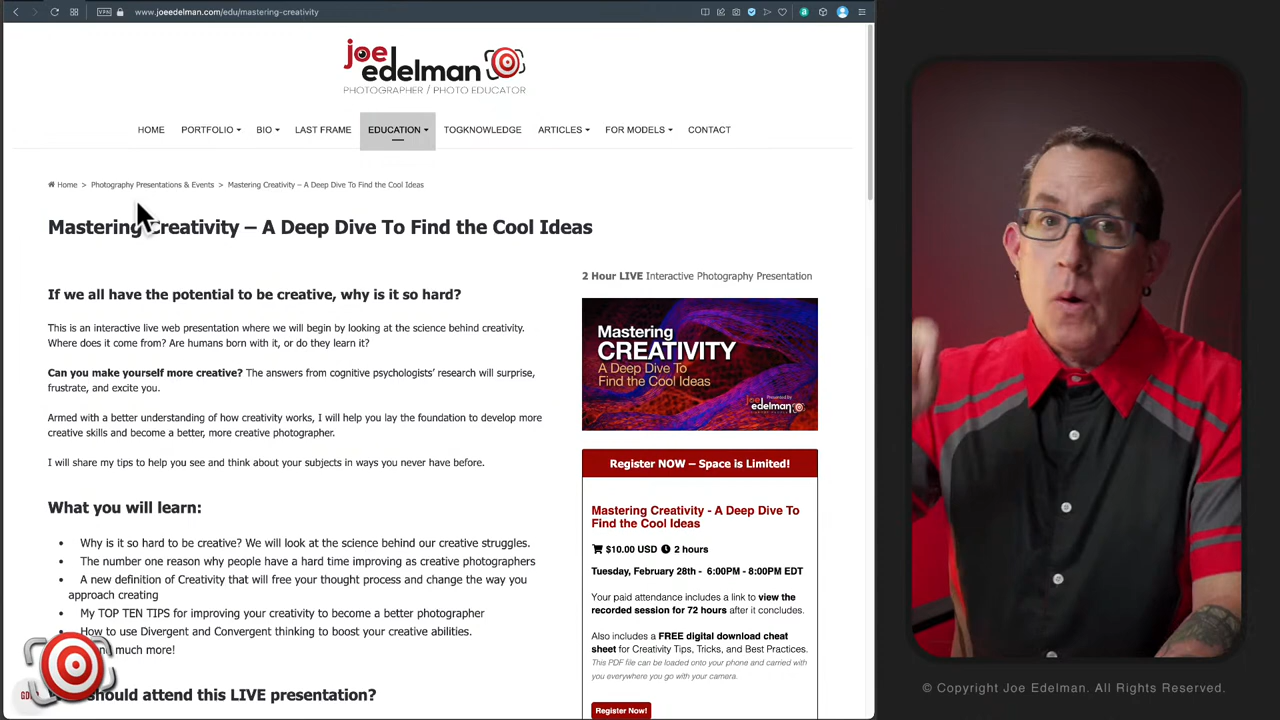 www.joeedelman.com/edu/mastering-creativity
VPN
joe
edelman
PHOTOGRAPHER / PHOTO EDUCATOR
HOME PORTFOLIO BIO LAST FRAME EDUCATION TOGKNOWLEDGE ARTICLES FOR MODELS CONTACT
Home > Photography Presentations & Events > Mastering Creativity – A Deep Dive To Find the Cool Ideas
Mastering Creativity – A Deep Dive To Find the Cool Ideas
If we all have the potential to be creative, why is it so hard?
This is an interactive live web presentation where we will begin by looking at the science behind creativity.
Where does it come from? Are humans born with it, or do they learn it?
Can you make yourself more creative? The answers from cognitive psychologists’ research will surprise,
frustrate, and excite you.
Armed with a better understanding of how creativity works, I will help you lay the foundation to develop more
creative skills and become a better, more creative photographer.
I will share my tips to help you see and think about your subjects in ways you never have before.
What you will learn:
• Why is it so hard to be creative? We will look at the science behind our creative struggles.
• The number one reason why people have a hard time improving as creative photographers
• A new definition of Creativity that will free your thought process and change the way you
approach creating
• My TOP TEN TIPS for improving your creativity to become a better photographer
• How to use Divergent and Convergent thinking to boost your creative abilities.
much more!
should attend this LIVE presentation?
2 Hour LIVE Interactive Photography Presentation
Mastering
CREATIVITY
A Deep Dive To
Find the Cool Ideas
Presented by
joe
edelman
Register NOW – Space is Limited!
Mastering Creativity - A Deep Dive To
Find the Cool Ideas
$10.00 USD 2 hours
Tuesday, February 28th - 6:00PM - 8:00PM EDT
Your paid attendance includes a link to view the
recorded session for 72 hours after it concludes.
Also includes a FREE digital download cheat
sheet for Creativity Tips, Tricks, and Best Practices.
This PDF file can be loaded onto your phone and carried with
you everywhere you go with your camera.
Register Now!
© Copyright Joe Edelman. All Rights Reserved.